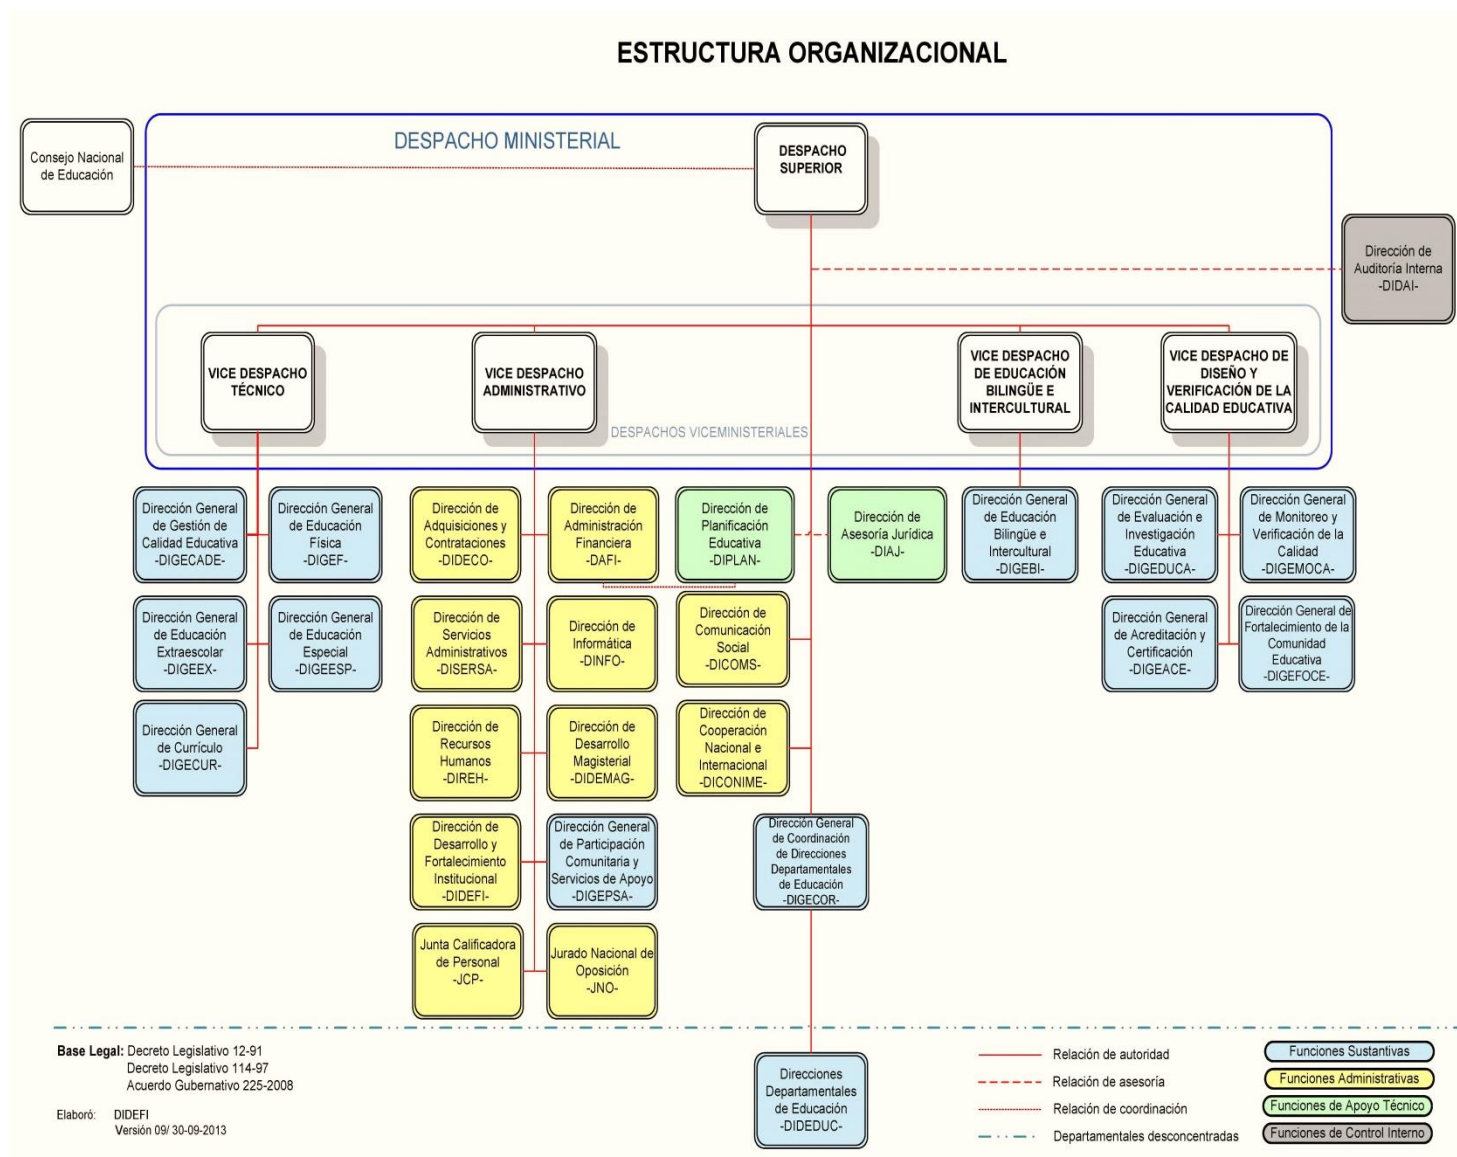 ESTRUCTURA ORGANIZACIONAL
Consejo Nacional
de Educación
DESPACHO MINISTERIAL
DESPACHO
SUPERIOR
Dirección de
Auditoría Interna
-DIDAI-
VICE DESPACHO
TÉCNICO
VICE DESPACHO
ADMINISTRATIVO
VICE DESPACHO
DE EDUCACIÓN
BILINGÜE E
INTERCULTURAL
VICE DESPACHO DE
DISEÑO Y
VERIFICACIÓN DE LA
CALIDAD EDUCATIVA
DESPACHOS VICEMINISTERIALES
Dirección General
de Gestión de
Calidad Educativa
-DIGECADE-
Dirección General
de Educación
Física
-DIGEF-
Dirección de
Adquisiciones y
Contrataciones
-DIDECO-
Dirección de
Administración
Financiera
-DAFI-
Dirección de
Planificación
Educativa
-DIPLAN-
Dirección de
Asesoría Jurídica
-DIAJ-
Dirección General
de Educación
Bilingüe e
Intercultural
-DIGEBI-
Dirección General
de Evaluación e
Investigación
Educativa
-DIGEDUCA-
Dirección General
de Monitoreo y
Verificación de la
Calidad
-DIGEMOCA-
Dirección General
de Educación
Extraescolar
-DIGEEX-
Dirección General
de Educación
Especial
-DIGEESP-
Dirección de
Servicios
Administrativos
-DISERSA-
Dirección de
Informática
-DINFO-
Dirección de
Comunicación
Social
-DICOMS-
Dirección General
de Acreditación y
Certificación
-DIGEACE-
Dirección General de
Fortalecimiento de la
Comunidad
Educativa
-DIGEFOCE-
Dirección General
de Currículo
-DIGECUR-
Dirección de
Recursos
Humanos
-DIREH-
Dirección de
Desarrollo
Magisterial
-DIDEMAG-
Dirección de
Cooperación
Nacional e
Internacional
-DICONIME-
Dirección de
Desarrollo y
Fortalecimiento
Institucional
-DIDEFI-
Dirección General
de Participación
Comunitaria y
Servicios de Apoyo
-DIGEPSA-
Dirección General
de Coordinación
de Direcciones
Departamentales
de Educación
-DIGECOR-
Junta Calificadora
de Personal
-JCP-
Jurado Nacional de
Oposición
-JNO-
Direcciones
Departamentales
de Educación
-DIDEDUC-
Base Legal: Decreto Legislativo 12-91
Decreto Legislativo 114-97
Acuerdo Gubernativo 225-2008
Elaboró: DIDEFI
Versión 09/ 30-09-2013
Relación de autoridad
Relación de asesoría
Relación de coordinación
Departamentales desconcentradas
Funciones Sustantivas
Funciones Administrativas
Funciones de Apoyo Técnico
Funciones de Control Interno